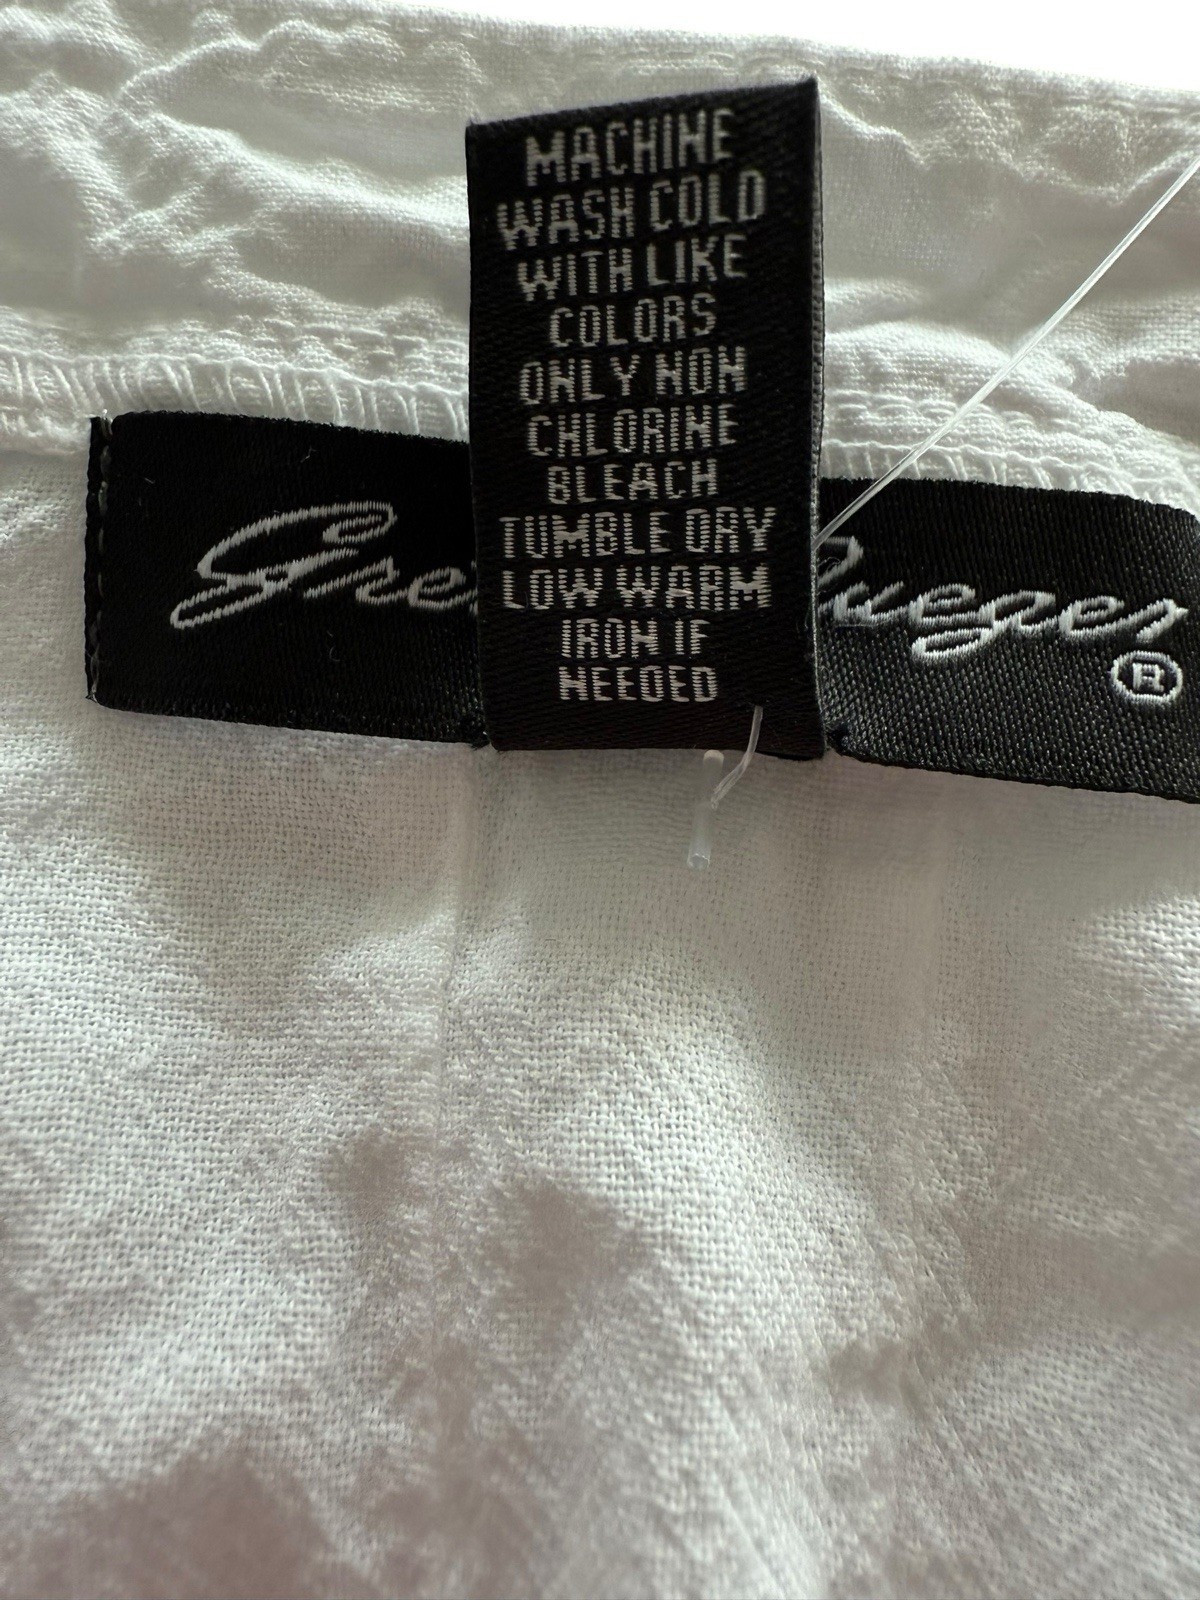 MACHINE
WASH COLD
WITH LIKE
COLORS
ONLY NON
CHLORINE
BLEACH
TUMBLE DRY
LOW WARM
IRON IF
NEEDED
®